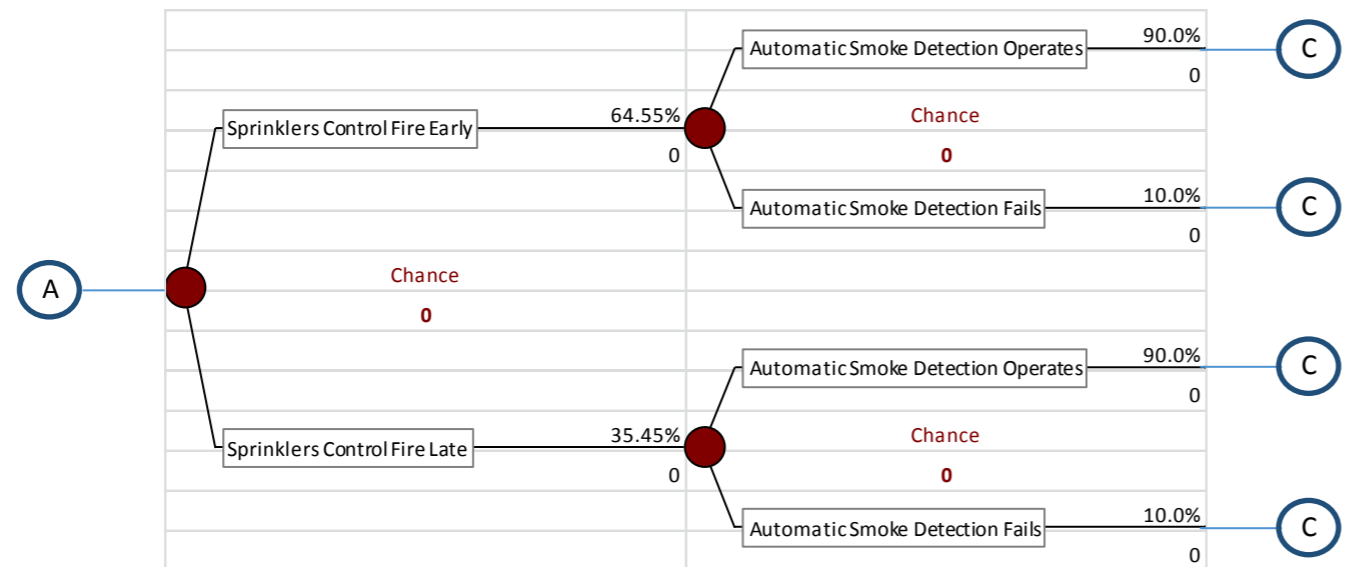 Automatic Smoke Detection Operates 90.0% C
0
Sprinklers Control Fire Early 64.55% Chance
0 0
Automatic Smoke Detection Fails 10.0% C
0
A Chance
0
Automatic Smoke Detection Operates 90.0% C
0
Sprinklers Control Fire Late 35.45% Chance
0 0
Automatic Smoke Detection Fails 10.0% C
0